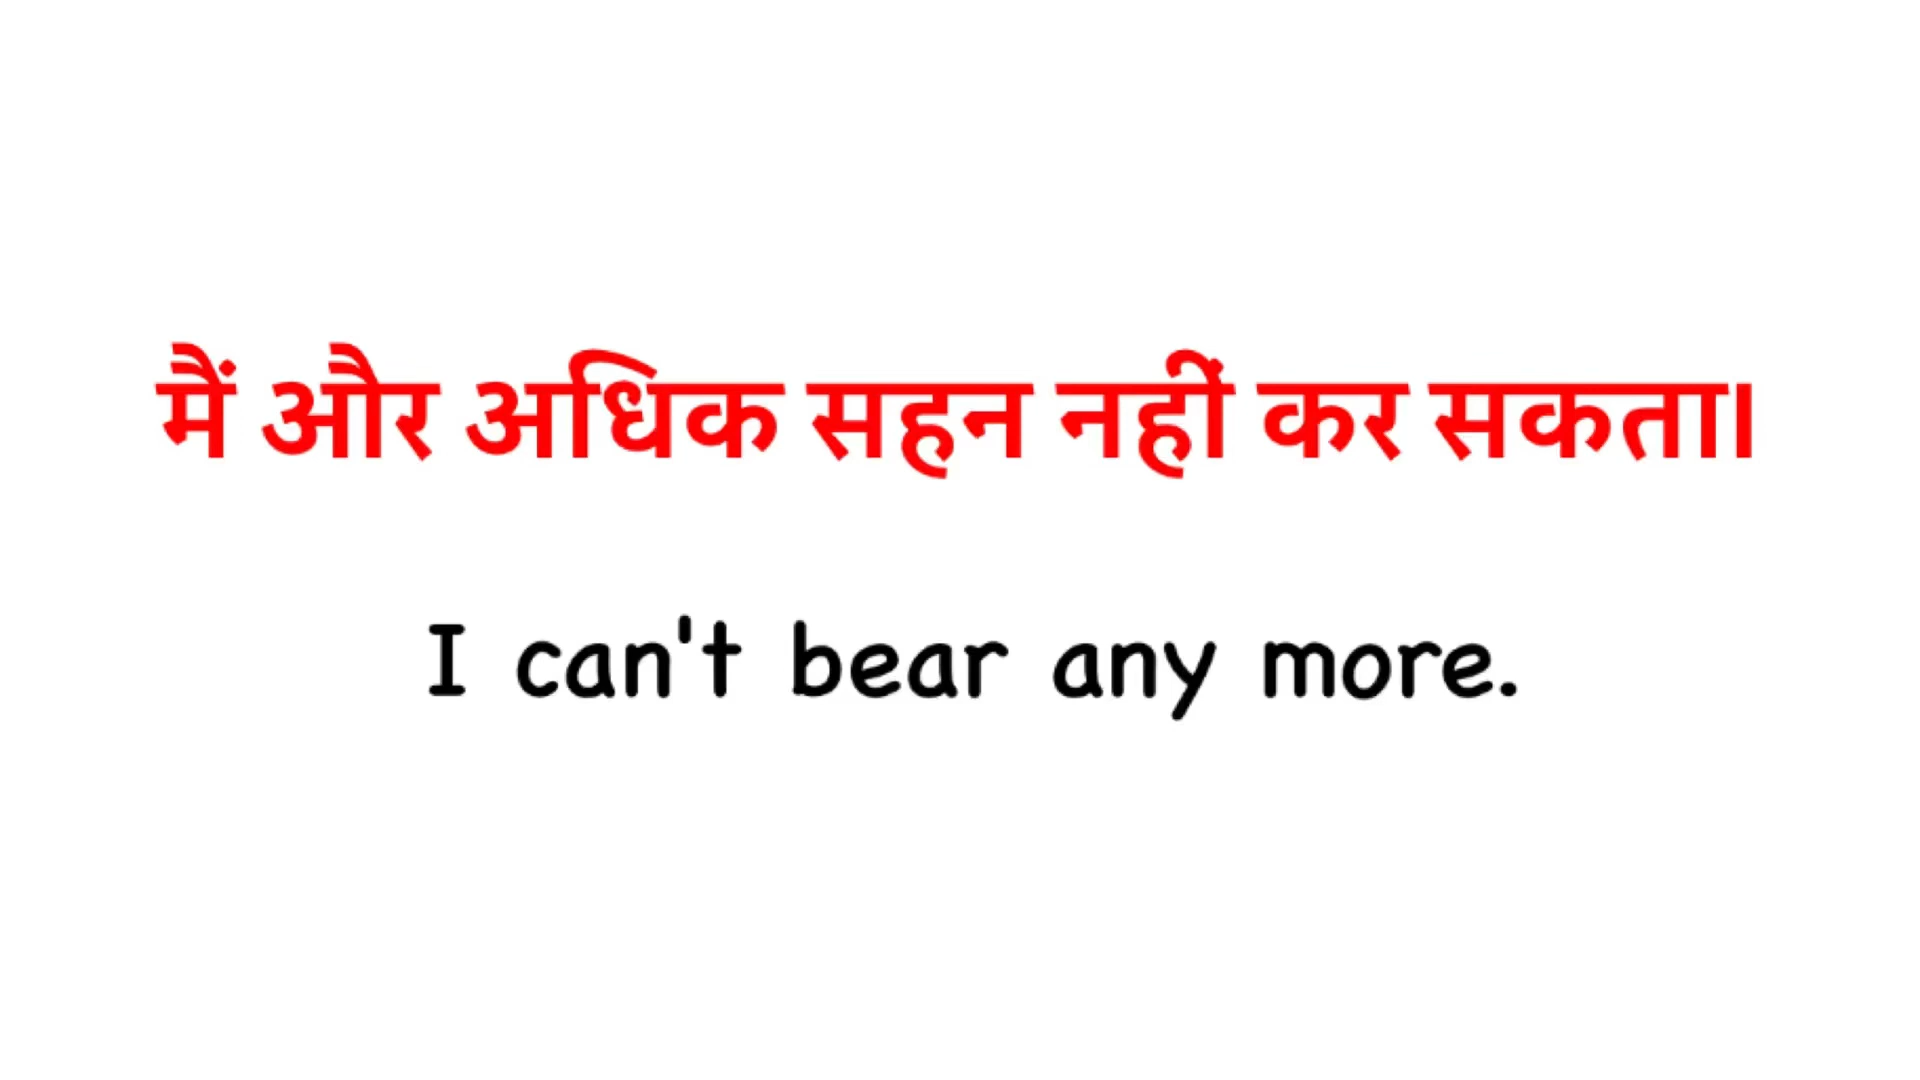 मैं और अधिक सहन नहीं कर सकता।
I can't bear any more.